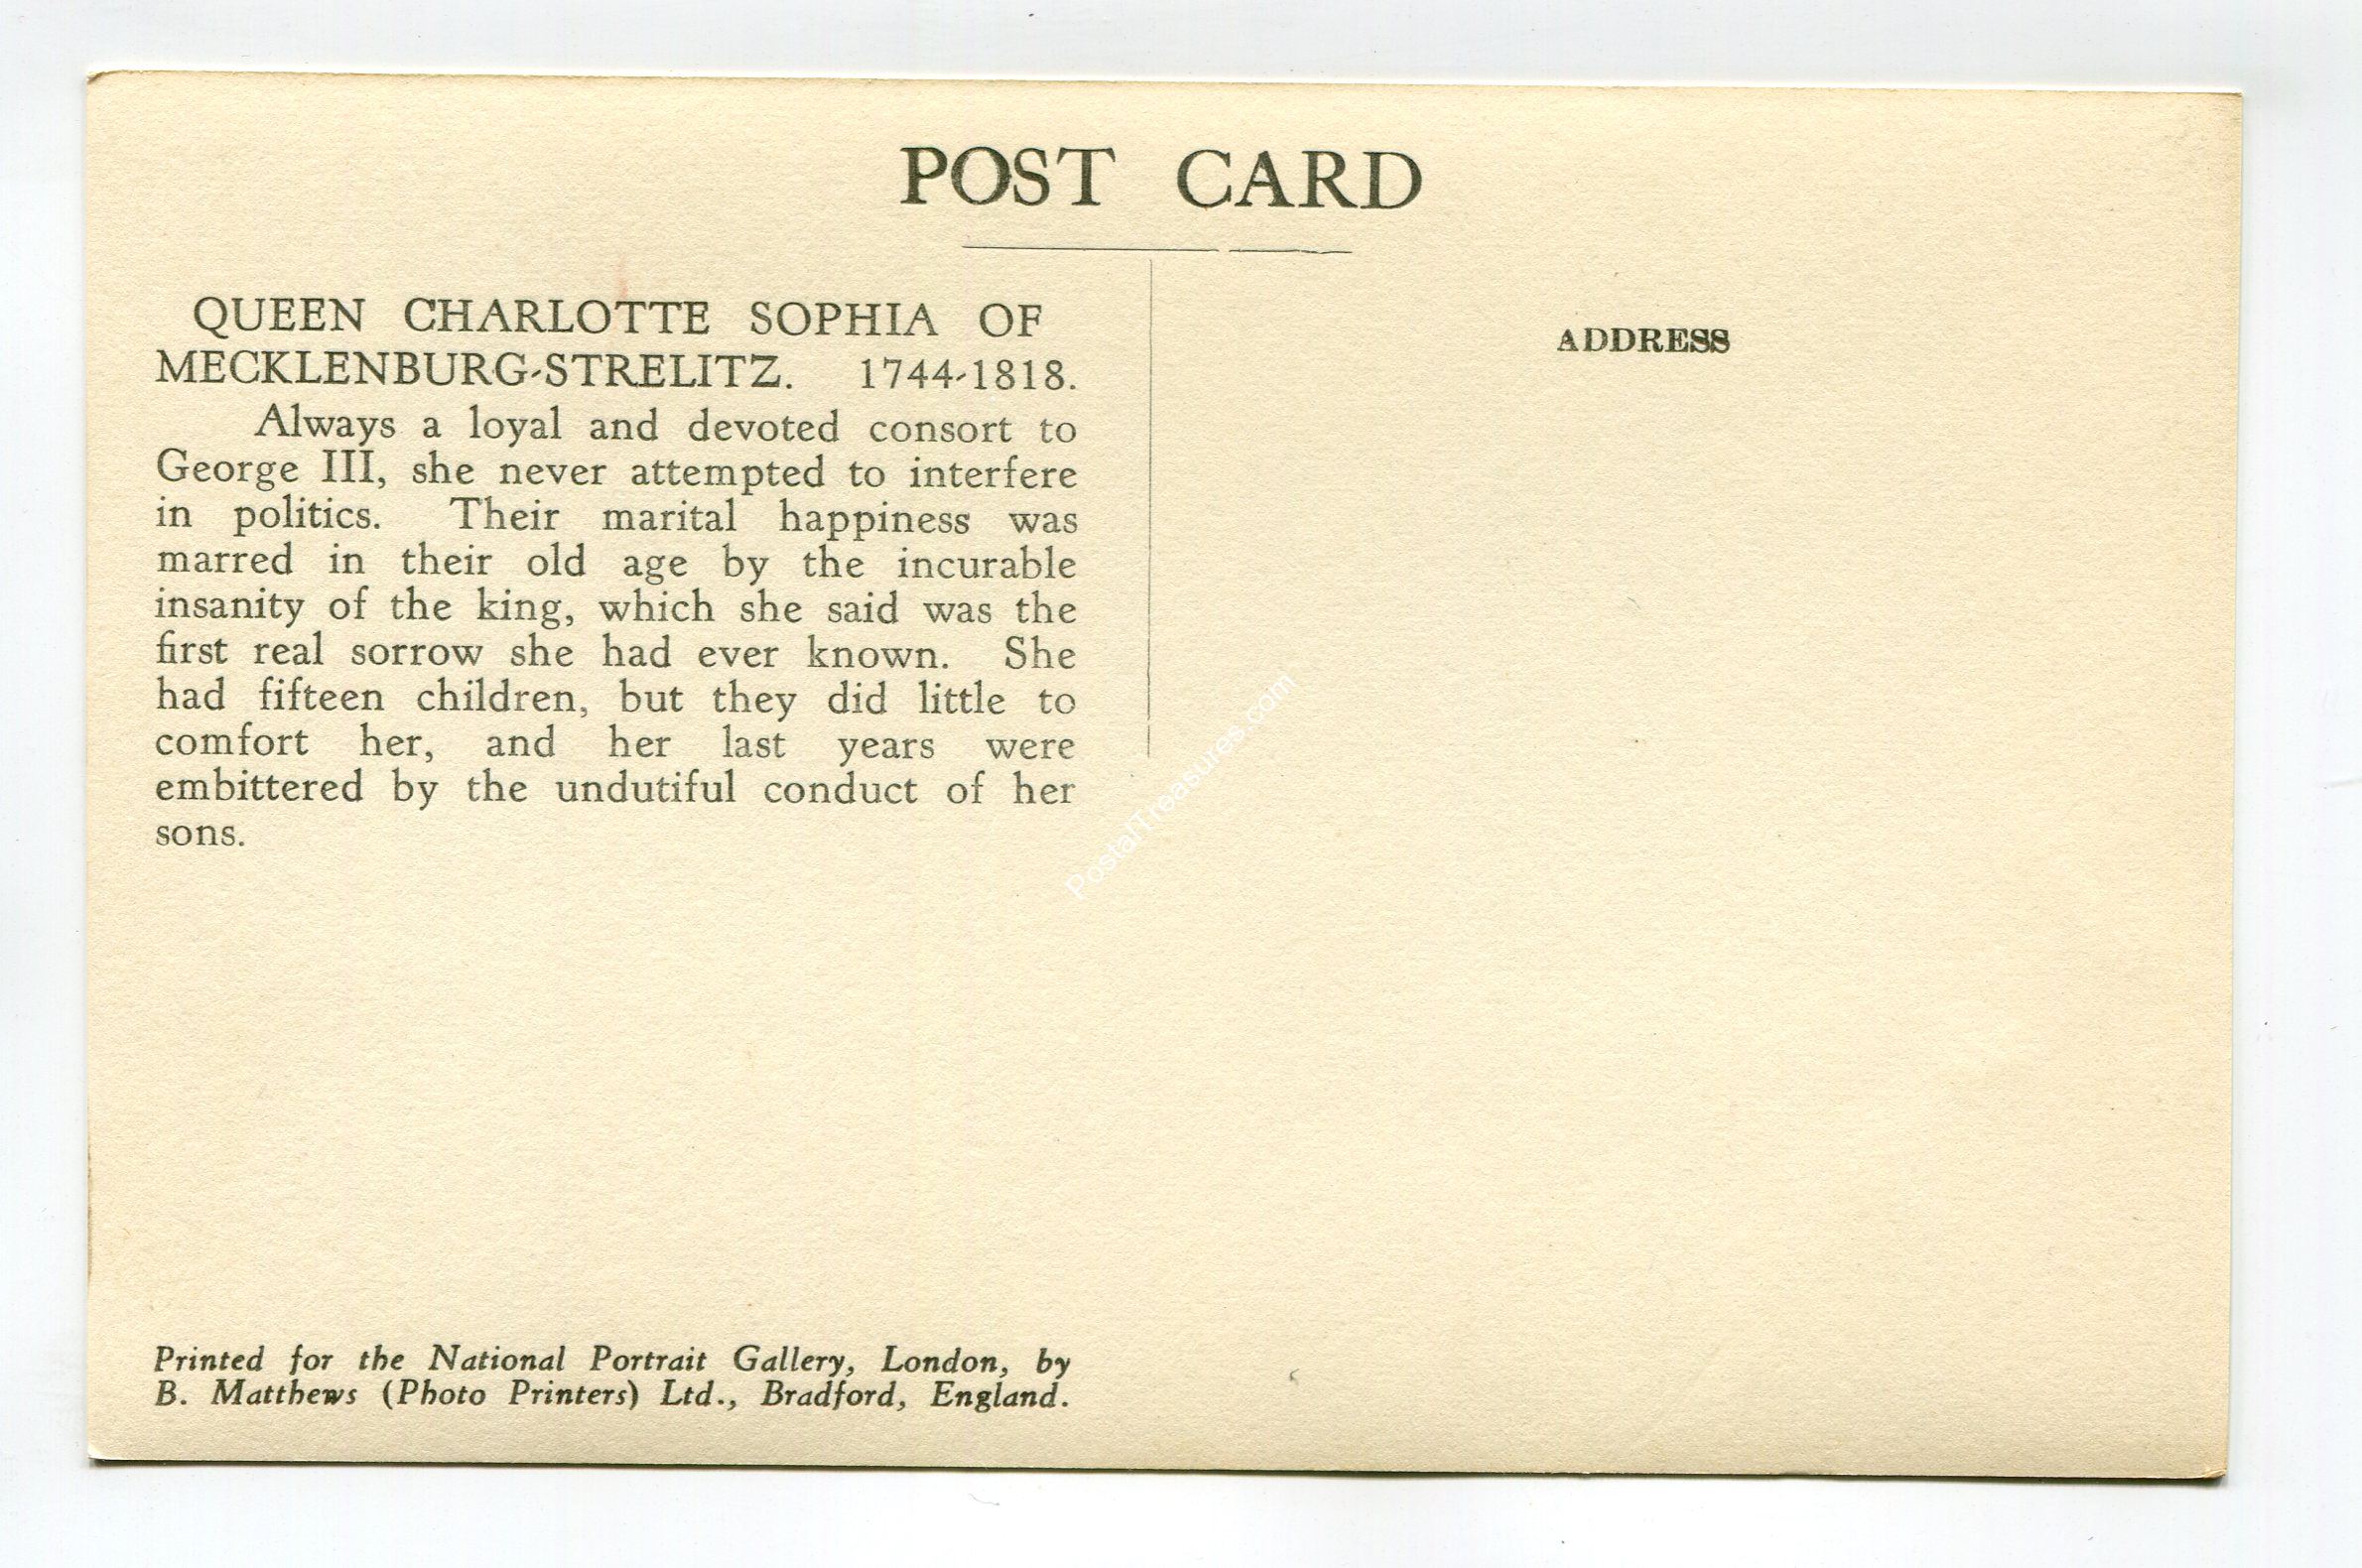 POST CARD
QUEEN CHARLOTTE SOPHIA OF
MECKLENBURG-STRELITZ. 1744-1818.
Always a loyal and devoted consort to
George III, she never attempted to interfere
in politics. Their marital happiness was
marred in their old age by the incurable
insanity of the king, which she said was the
first real sorrow she had ever known. She
had fifteen children, but they did little to
comfort her, and her last years were
embittered by the undutiful conduct of her
sons.
Printed for the National Portrait Gallery, London, by
B. Matthews (Photo Printers) Ltd., Bradford, England.
ADDRESS
PostalTreasures.com